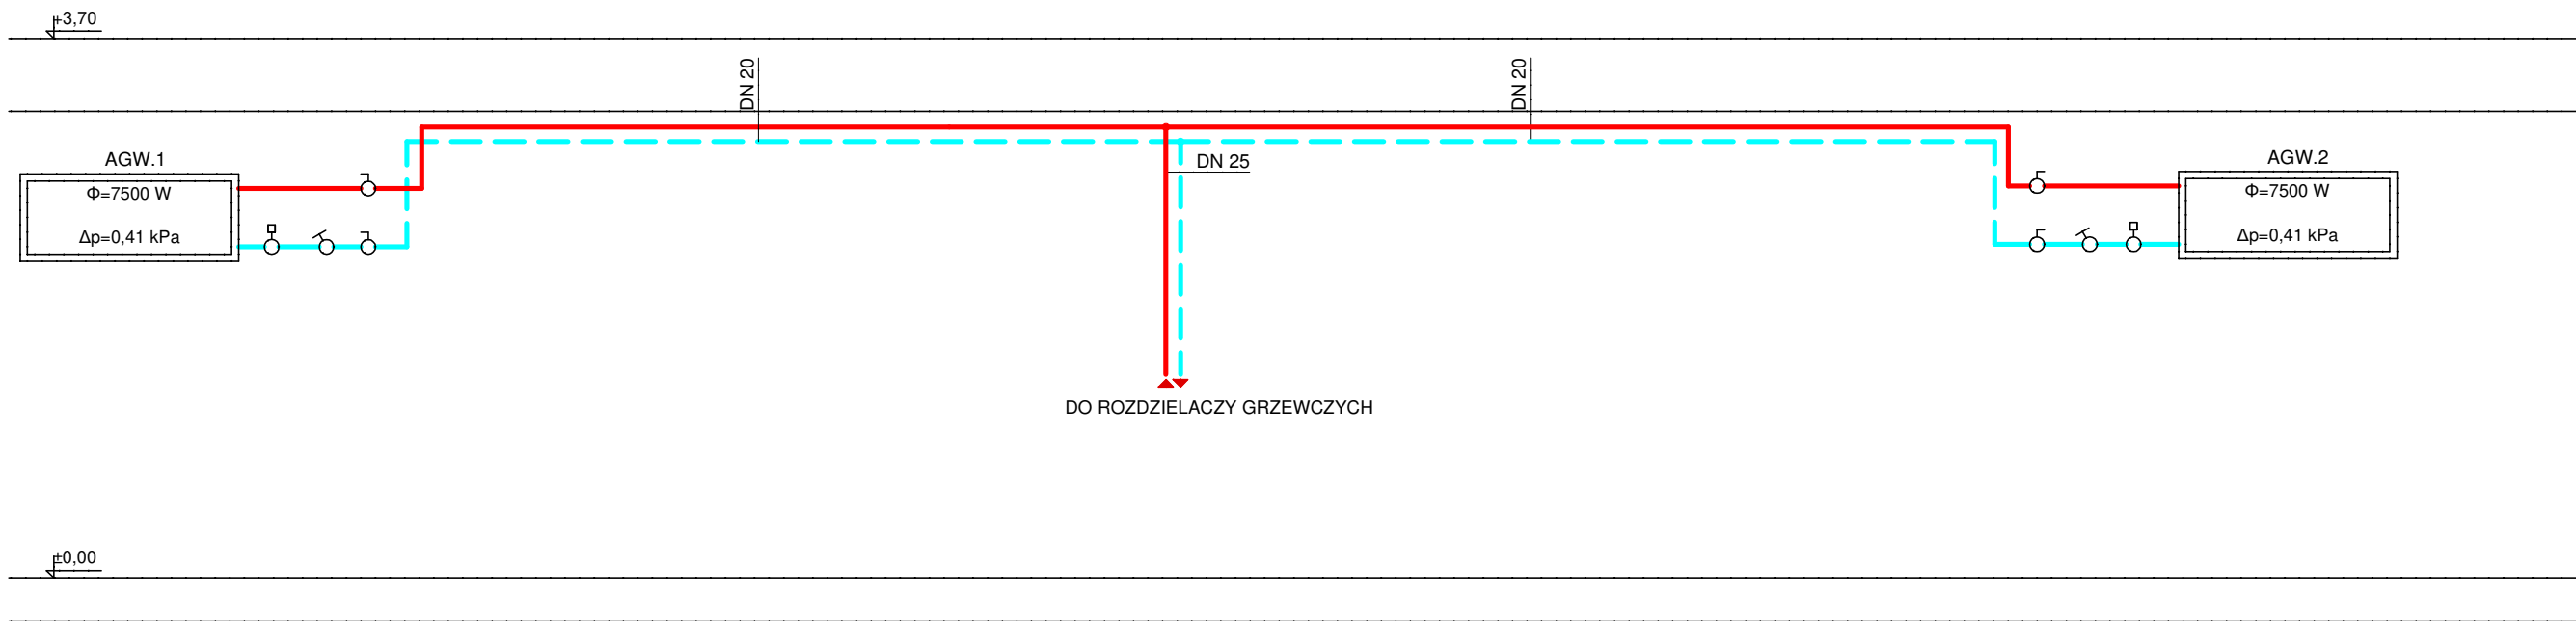 +3,70
DN 20
DN 20
AGW.1
Φ=7500 W
Δp=0,41 kPa
DN 25
AGW.2
Φ=7500 W
Δp=0,41 kPa
DO ROZDZIELACZY GRZEWCZYCH
±0,00